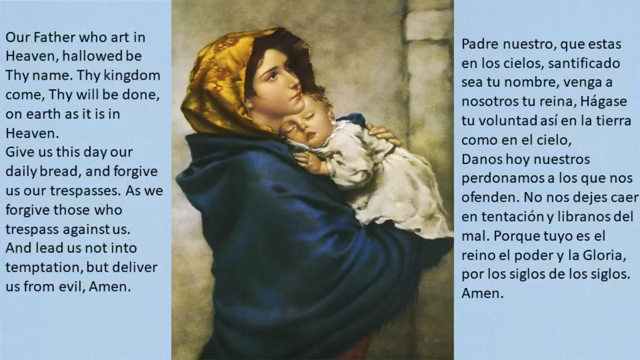 Our Father who art in
Heaven, hallowed be
Thy name. Thy kingdom
come, Thy will be done,
on earth as it is in
Heaven.
Give us this day our
daily bread, and forgive
us our trespasses. As we
forgive those who
trespass against us.
And lead us not into
temptation, but deliver
us from evil, Amen.
Padre nuestro, que estas
en los cielos, santificado
sea tu nombre, venga a
nosotros tu reina, Hágase
tu voluntad así en la tierra
como en el cielo,
Danos hoy nuestros
perdonamos a los que nos
ofenden. No nos dejes caer
en tentación y libranos del
mal. Porque tuyo es el
reino el poder y la Gloria,
por los siglos de los siglos.
Amen.